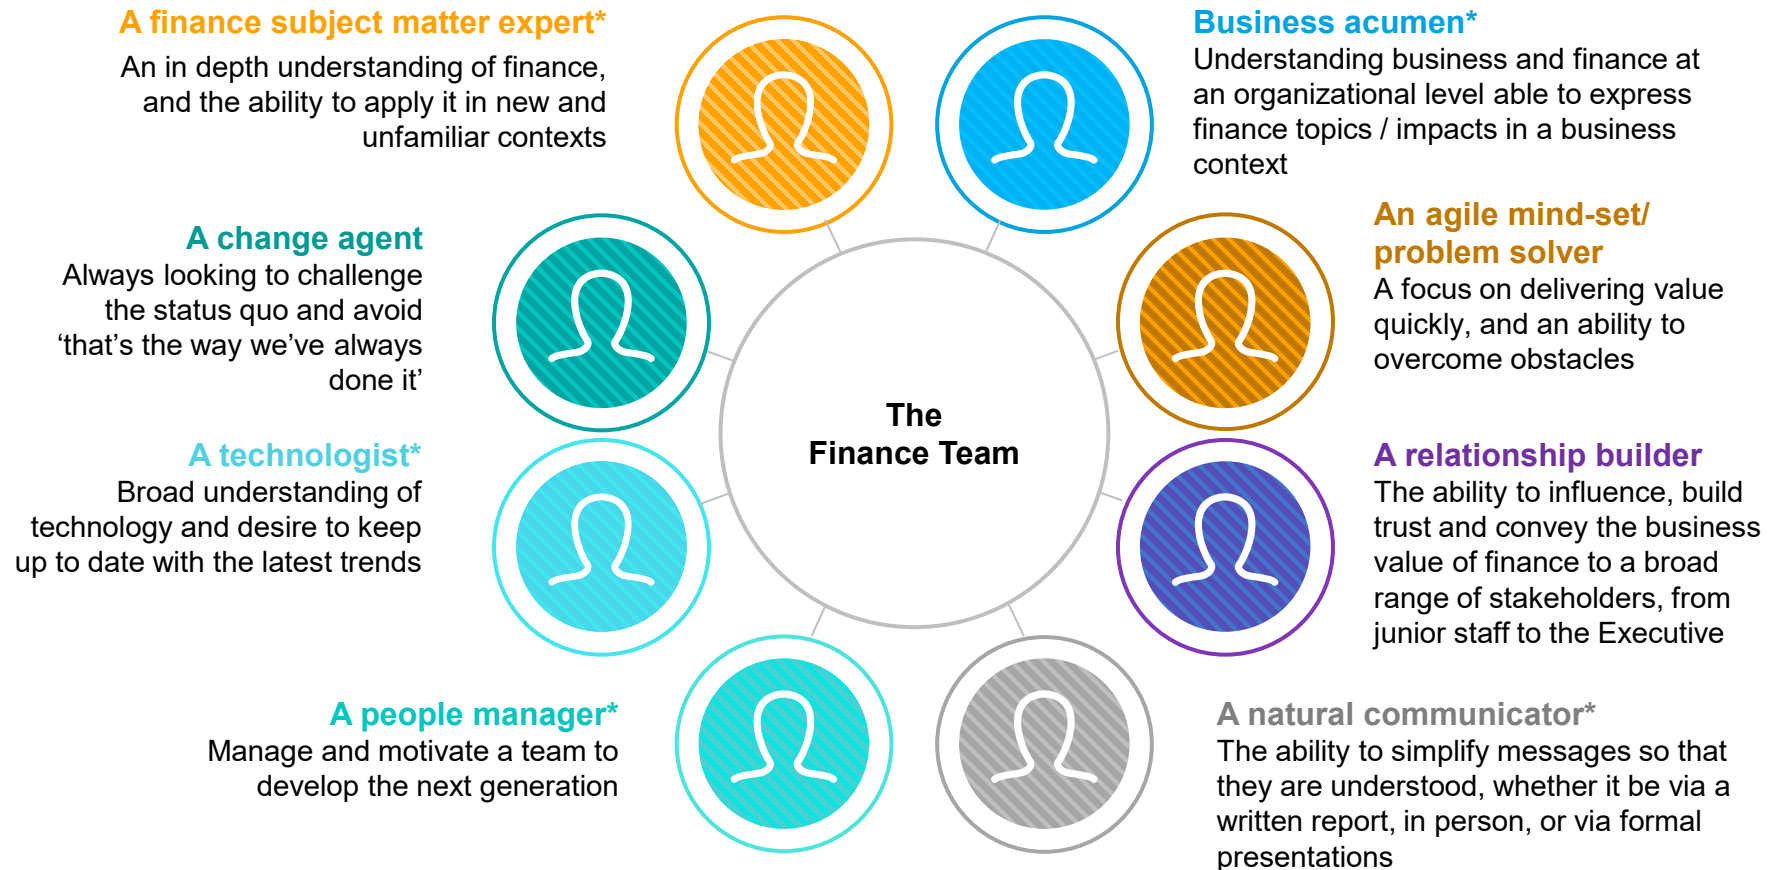 A finance subject matter expert*
An in depth understanding of finance,
and the ability to apply it in new and
unfamiliar contexts
Business acumen*
Understanding business and finance at
an organizational level able to express
finance topics / impacts in a business
context
A change agent
Always looking to challenge
the status quo and avoid
‘that’s the way we’ve always
done it’
An agile mind-set/
problem solver
A focus on delivering value
quickly, and an ability to
overcome obstacles
The
Finance Team
A technologist*
Broad understanding of
technology and desire to keep
up to date with the latest trends
A relationship builder
The ability to influence, build
trust and convey the business
value of finance to a broad
range of stakeholders, from
junior staff to the Executive
A people manager*
Manage and motivate a team to
develop the next generation
A natural communicator*
The ability to simplify messages so that
they are understood, whether it be via a
written report, in person, or via formal
presentations